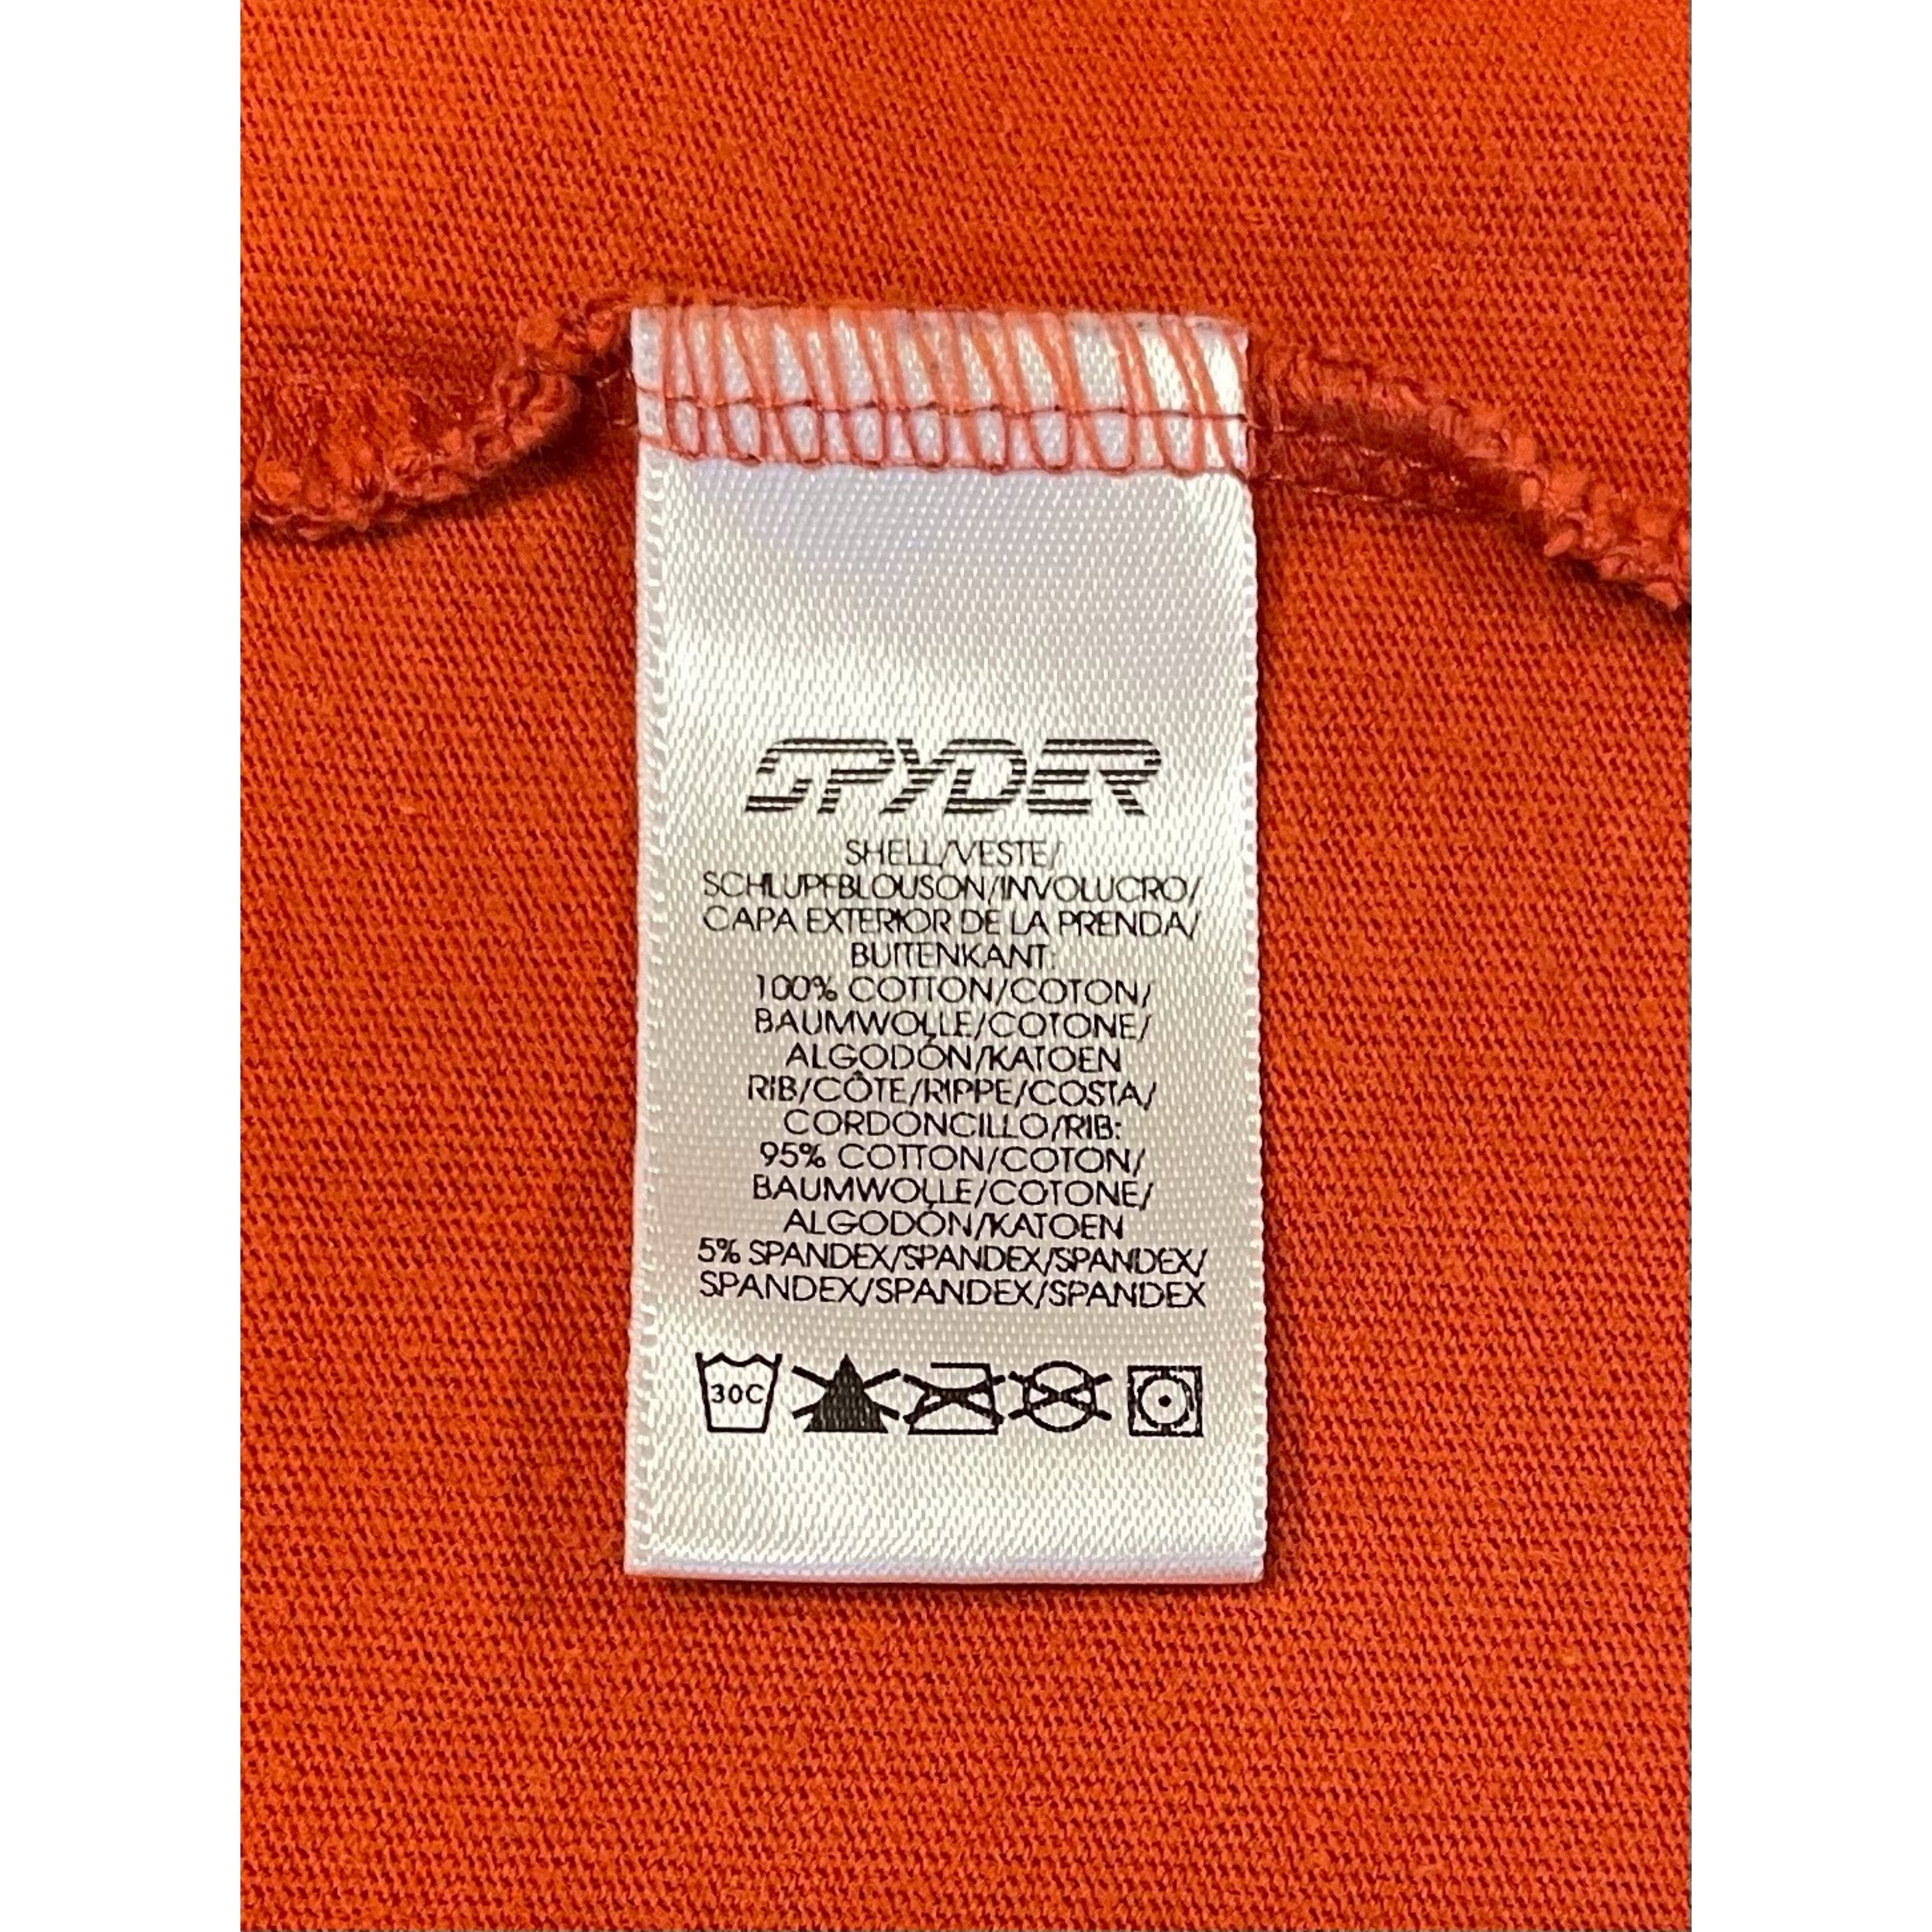 SPYDER
SHELL/VESTE/
SCHLUPFBLOUSON/INVOLUCRO/
CAPA EXTERIOR DE LA PRENDA/
BUITENKANT:
100% COTTON/COTON/
BAUMWOLLE/COTONE/
ALGODÓN/KATOEN
RIB/CÔTE/RIPPE/COSTA/
CORDONCILLO/RIB:
95% COTTON/COTON/
BAUMWOLLE/COTONE/
ALGODÓN/KATOEN
5% SPANDEX/SPANDEX/SPANDEX/
SPANDEX/SPANDEX/SPANDEX
30C